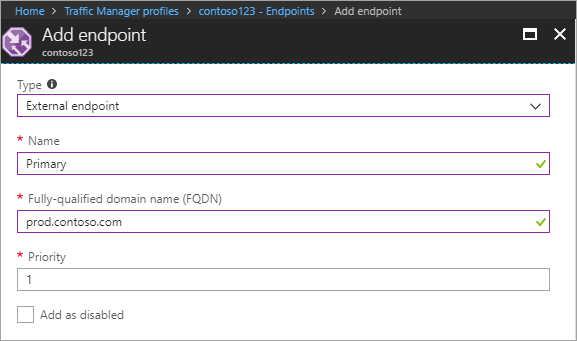 Home > Traffic Manager profiles > contoso123 - Endpoints > Add endpoint
Add endpoint
contoso123
Type
External endpoint
* Name
Primary
* Fully-qualified domain name (FQDN)
prod.contoso.com
* Priority
1
Add as disabled